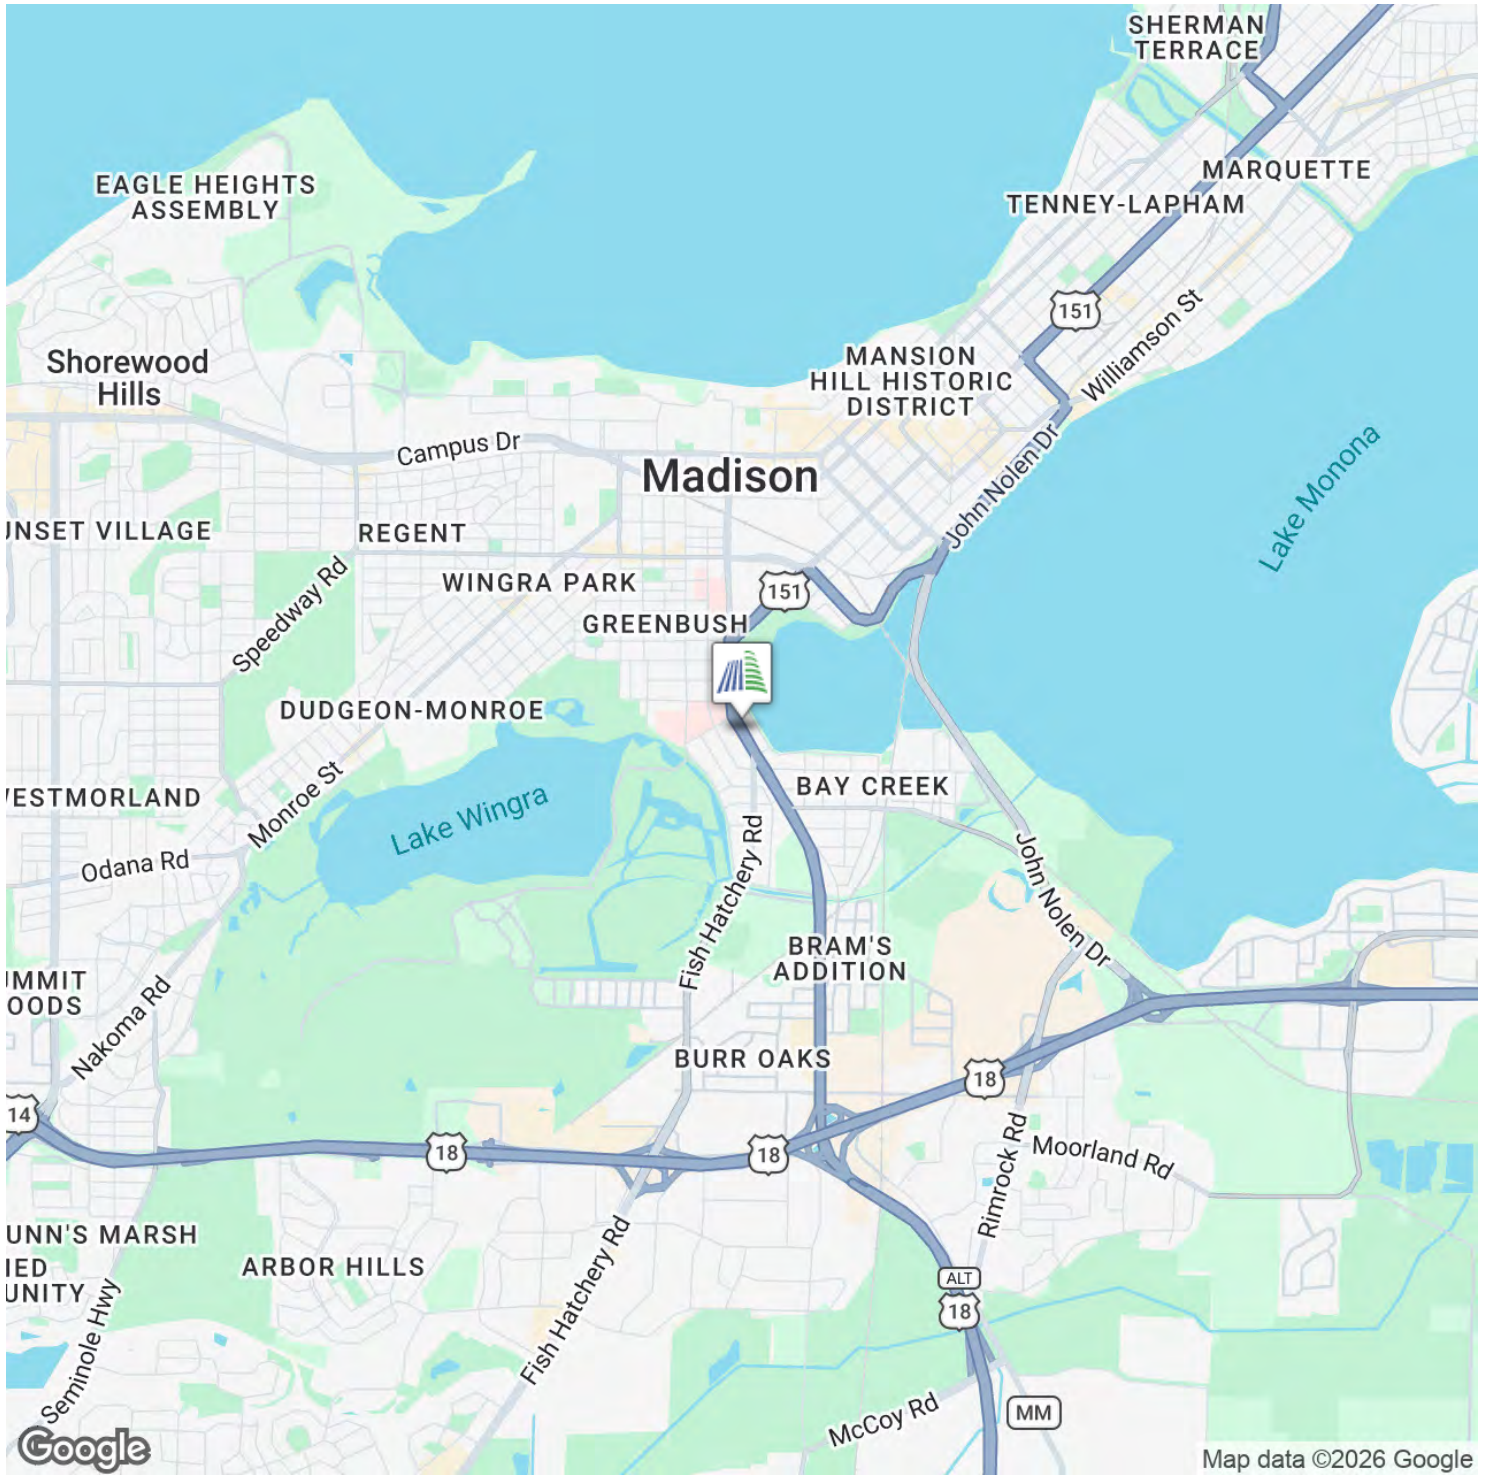 SHERMAN
TERRACE
MARQUETTE
EAGLE HEIGHTS
ASSEMBLY
TENNEY-LAPHAM
151
Williamson St
Shorewood
Hills
MANSION
HILL HISTORIC
DISTRICT
Campus Dr
Madison
John Nolen Dr
Lake Monona
UNSET VILLAGE
REGENT
Speedway Rd
WINGRA PARK
151
GREENBUSH
DUDGEON-MONROE
WESTMORLAND
Monroe St
Lake Wingra
BAY CREEK
Odana Rd
Fish Hatchery Rd
John Nolen Dr
BRAM'S
ADDITION
UMMIT
OODS
Nakoma Rd
BURR OAKS
18
14
18
18
Rimrock Rd
Moorland Rd
UNN'S MARSH
IED
UNITY
ARBOR HILLS
Fish Hatchery Rd
ALT
18
Seminole Hwy
McCoy Rd
MM
Google
Map data ©2026 Google